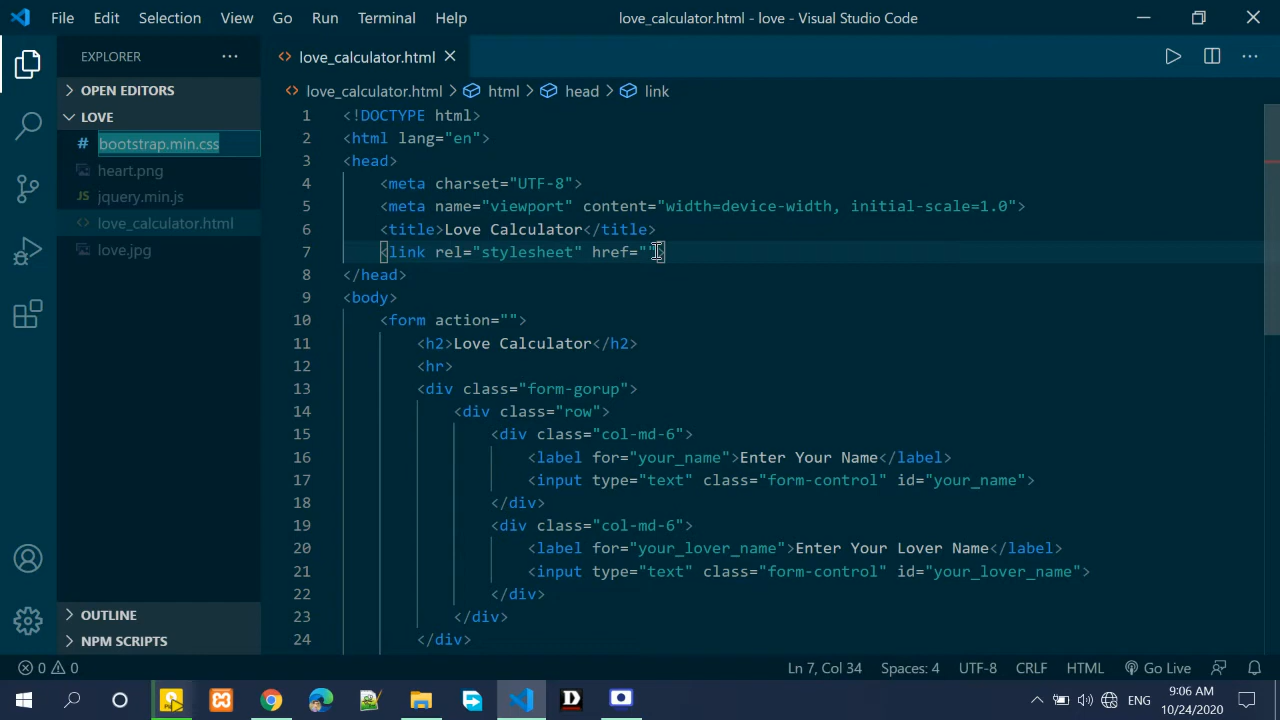 File Edit Selection View Go Run Terminal Help love_calculator.html - love - Visual Studio Code
EXPLORER
OPEN EDITORS
LOVE
# bootstrap.min.css
heart.png
JS jquery.min.js
<> love_calculator.html
love.jpg
OUTLINE
NPM SCRIPTS
<> love_calculator.html
<> love_calculator.html > html > head > link
1 <!DOCTYPE html>
2 <html lang="en">
3 <head>
4 <meta charset="UTF-8">
5 <meta name="viewport" content="width=device-width, initial-scale=1.0">
6 <title>Love Calculator</title>
7 <link rel="stylesheet" href="">
8 </head>
9 <body>
10 <form action="">
11 <h2>Love Calculator</h2>
12 <hr>
13 <div class="form-gorup">
14 <div class="row">
15 <div class="col-md-6">
16 <label for="your_name">Enter Your Name</label>
17 <input type="text" class="form-control" id="your_name">
18 </div>
19 <div class="col-md-6">
20 <label for="your_lover_name">Enter Your Lover Name</label>
21 <input type="text" class="form-control" id="your_lover_name">
22 </div>
23 </div>
24 </div>
0 0 Ln 7, Col 34 Spaces: 4 UTF-8 CRLF HTML Go Live
D ENG 9:06 AM
10/24/2020